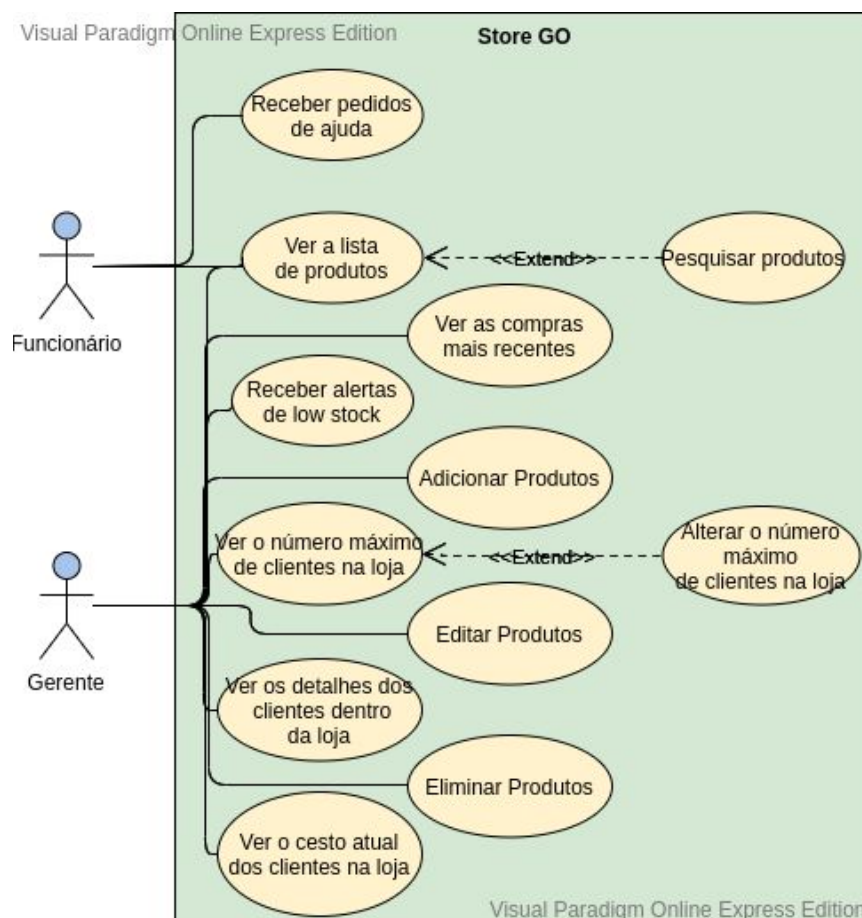 Visual Paradigm Online Express Edition
Store GO
Receber pedidos
de ajuda
Ver a lista
de produtos
<<Extend>>
Pesquisar produtos
Funcionário
Ver as compras
mais recentes
Receber alertas
de low stock
Adicionar Produtos
Ver o número máximo
de clientes na loja
<<Extend>>
Alterar o número
máximo
de clientes na loja
Editar Produtos
Gerente
Ver os detalhes dos
clientes dentro
da loja
Eliminar Produtos
Ver o cesto atual
dos clientes na loja
Visual Paradigm Online Express Edition